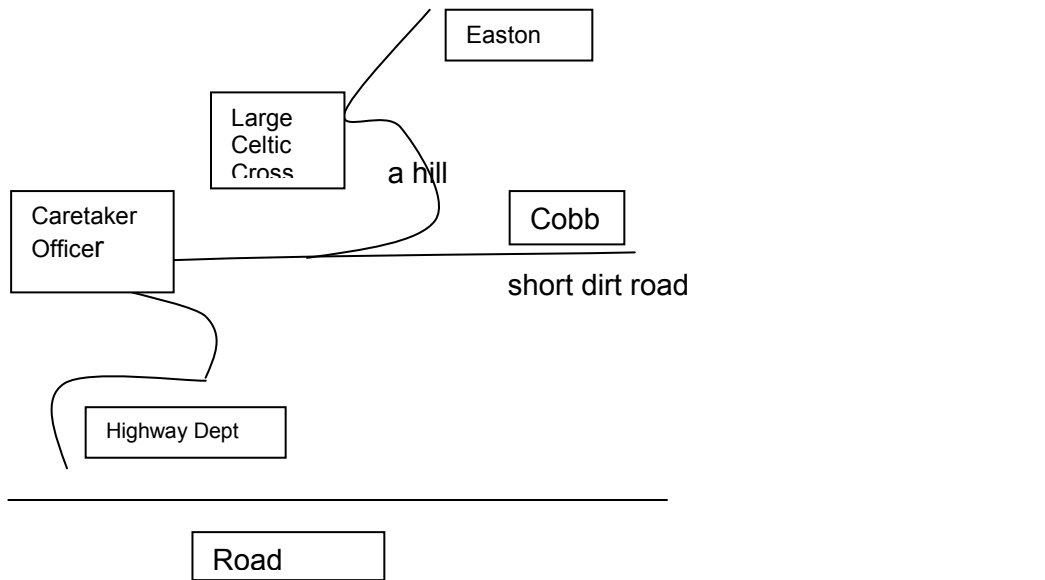 Easton
Large
Celtic
Cross
a hill
Caretaker
Officer
Cobb
short dirt road
Highway Dept
Road